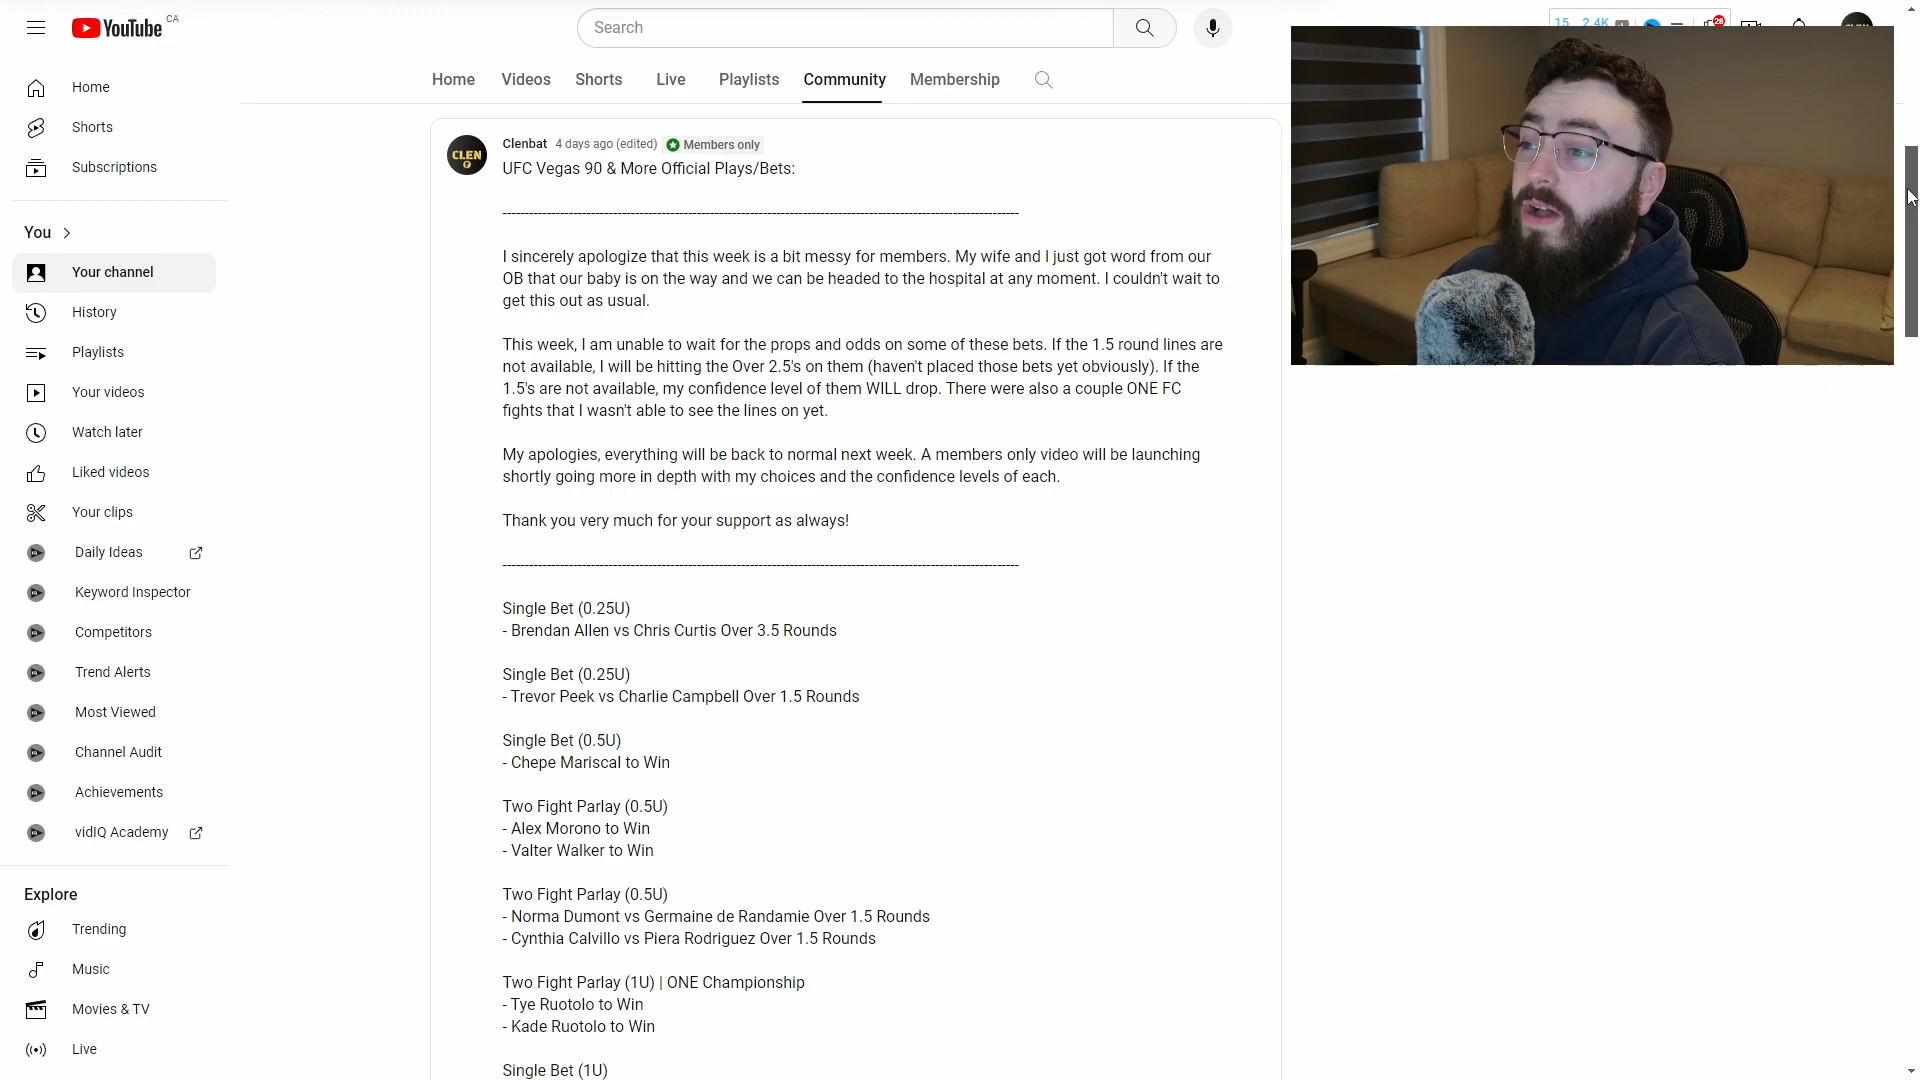 YouTube CA
Search
15 2.4K
28
Home Videos Shorts Live Playlists Community Membership
Home
Shorts
Subscriptions
You
Your channel
History
Playlists
Your videos
Watch later
Liked videos
Your clips
Daily Ideas
Keyword Inspector
Competitors
Trend Alerts
Most Viewed
Channel Audit
Achievements
vidIQ Academy
Explore
Trending
Music
Movies & TV
Live
CLEN
Clenbat 4 days ago (edited) Members only
UFC Vegas 90 & More Official Plays/Bets:
----------------------------------------------------------------------------------------------------------------------
I sincerely apologize that this week is a bit messy for members. My wife and I just got word from our
OB that our baby is on the way and we can be headed to the hospital at any moment. I couldn't wait to
get this out as usual.
This week, I am unable to wait for the props and odds on some of these bets. If the 1.5 round lines are
not available, I will be hitting the Over 2.5's on them (haven't placed those bets yet obviously). If the
1.5's are not available, my confidence level of them WILL drop. There were also a couple ONE FC
fights that I wasn't able to see the lines on yet.
My apologies, everything will be back to normal next week. A members only video will be launching
shortly going more in depth with my choices and the confidence levels of each.
Thank you very much for your support as always!
----------------------------------------------------------------------------------------------------------------------
Single Bet (0.25U)
- Brendan Allen vs Chris Curtis Over 3.5 Rounds
Single Bet (0.25U)
- Trevor Peek vs Charlie Campbell Over 1.5 Rounds
Single Bet (0.5U)
- Chepe Mariscal to Win
Two Fight Parlay (0.5U)
- Alex Morono to Win
- Valter Walker to Win
Two Fight Parlay (0.5U)
- Norma Dumont vs Germaine de Randamie Over 1.5 Rounds
- Cynthia Calvillo vs Piera Rodriguez Over 1.5 Rounds
Two Fight Parlay (1U) | ONE Championship
- Tye Ruotolo to Win
- Kade Ruotolo to Win
Single Bet (1U)